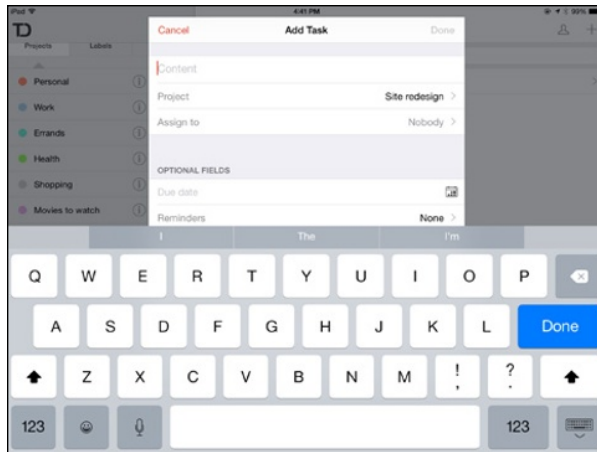 iPad 4:41 PM 99%
TD Cancel Add Task Done +
Projects Labels
Content
Personal
Project Site redesign >
Work
Assign to Nobody >
Errands
Health
OPTIONAL FIELDS
Shopping
Due date
Movies to watch
Reminders None >
I The I'm
Q W E R T Y U I O P
A S D F G H J K L Done
Z X C V B N M ! , ? .
123 123